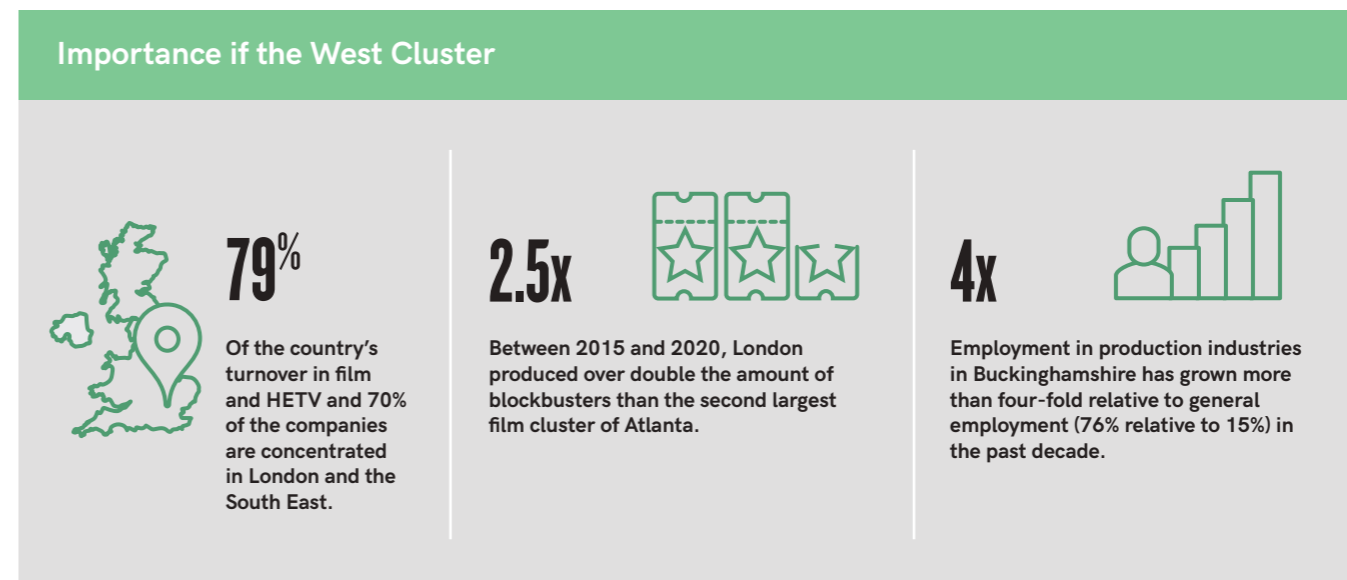 Importance if the West Cluster
79%
Of the country's
turnover in film
and HETV and 70%
of the companies
are concentrated
in London and the
South East.
2.5x
Between 2015 and 2020, London
produced over double the amount of
blockbusters than the second largest
film cluster of Atlanta.
4x
Employment in production industries
in Buckinghamshire has grown more
than four-fold relative to general
employment (76% relative to 15%) in
the past decade.